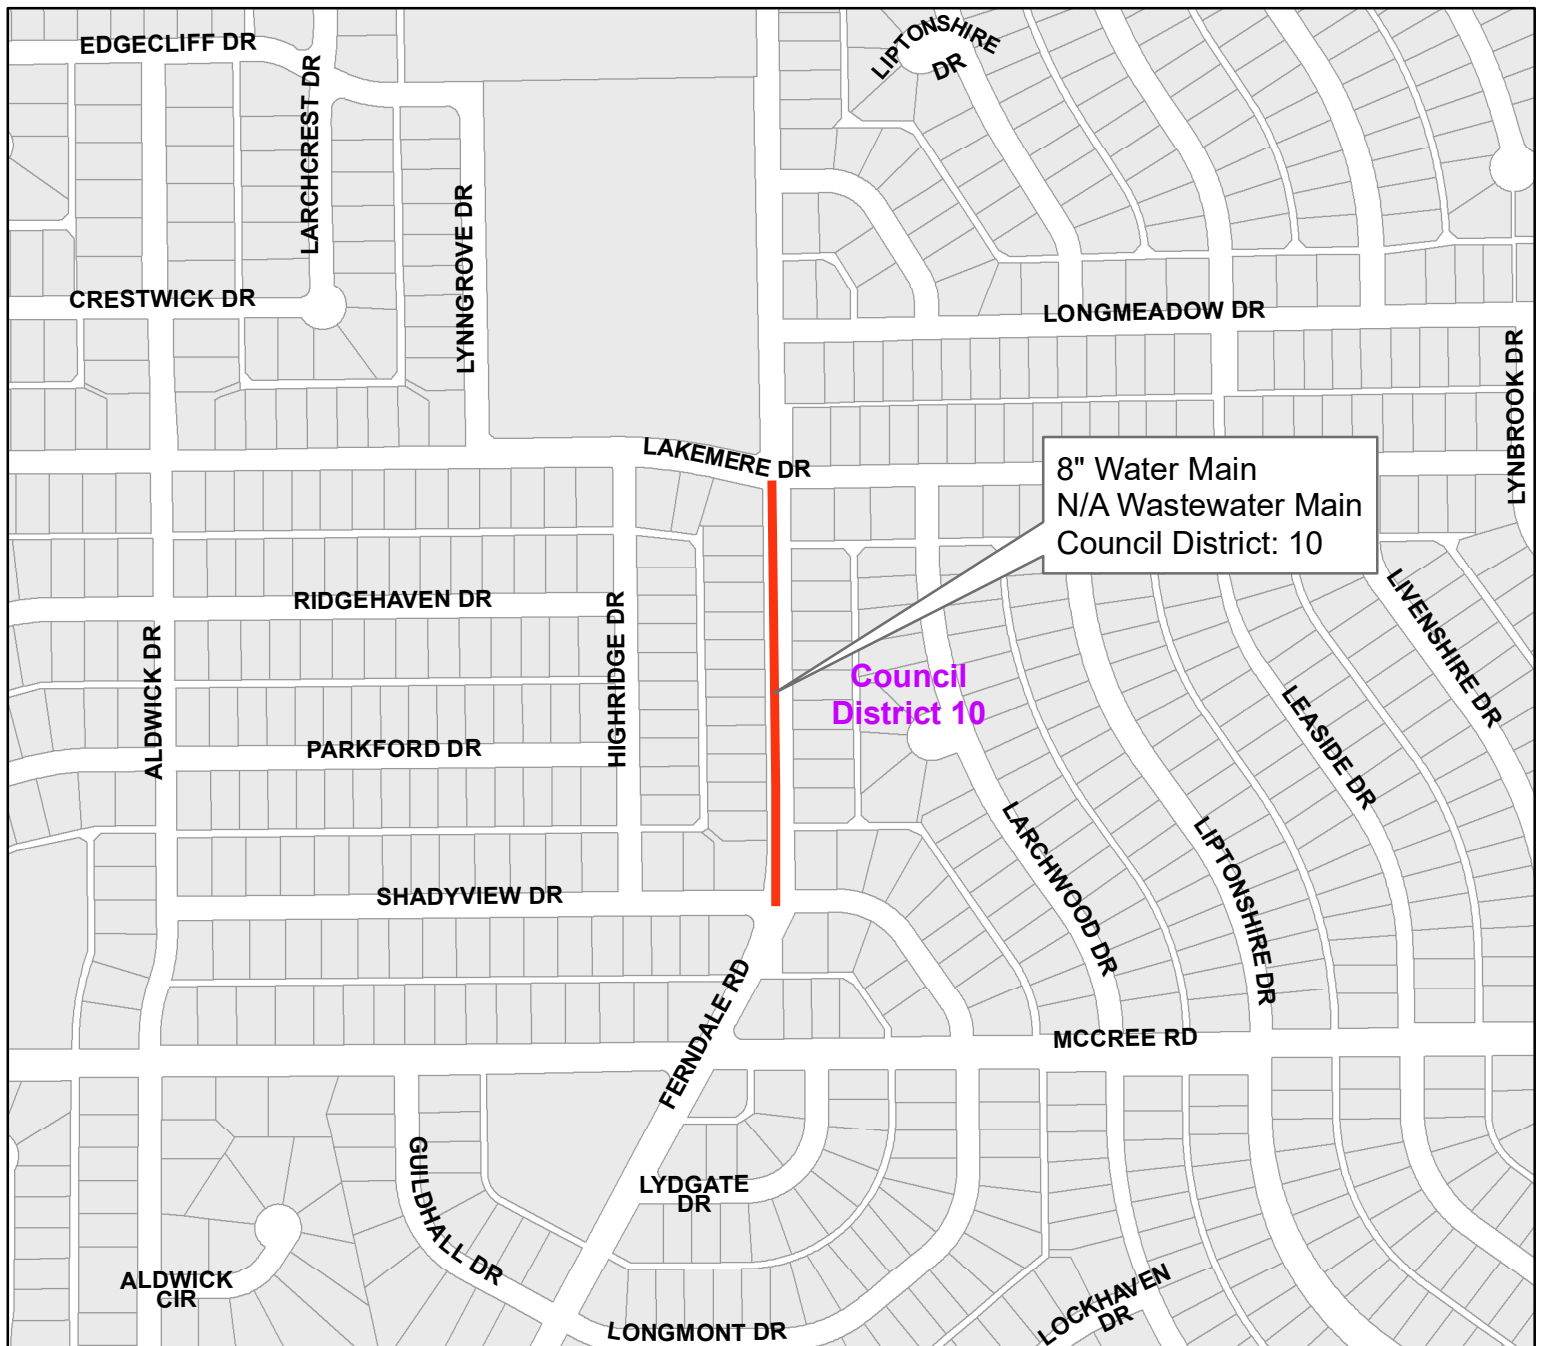 EDGECLIFF DR
LARCHCREST DR
LIPTONSHIRE
DR
LYNNGROVE DR
CRESTWICK DR
LONGMEADOW DR
LYNBROOK DR
LAKEMERE DR
8" Water Main
N/A Wastewater Main
Council District: 10
RIDGEHAVEN DR
HIGHRIDGE DR
ALDWICK DR
LIVENSHIRE DR
Council
District 10
LEASIDE DR
PARKFORD DR
LARCHWOOD DR
LIPTONSHIRE DR
SHADYVIEW DR
FERNDALE RD
MCCREE RD
GUILDHALL DR
LYDGATE
DR
ALDWICK
CIR
LOCKHAVEN
DR
LONGMONT DR